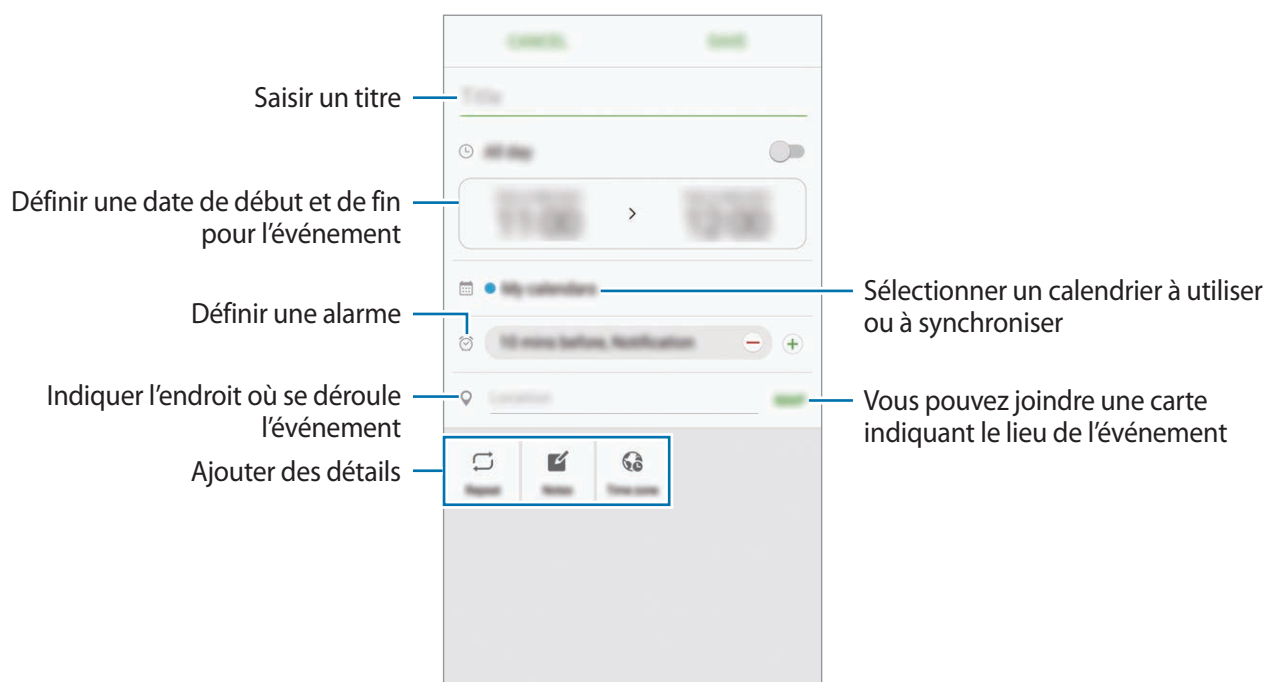 Saisir un titre
Définir une date de début et de fin
pour l’événement
Définir une alarme
Indiquer l’endroit où se déroule
l’événement
Ajouter des détails
CANCEL
SAVE
Title
All day
11:00
12:00
My calendars
10 mins before, Notification
Location
Repeat
Notes
Time zone
Sélectionner un calendrier à utiliser
ou à synchroniser
Vous pouvez joindre une carte
indiquant le lieu de l’événement